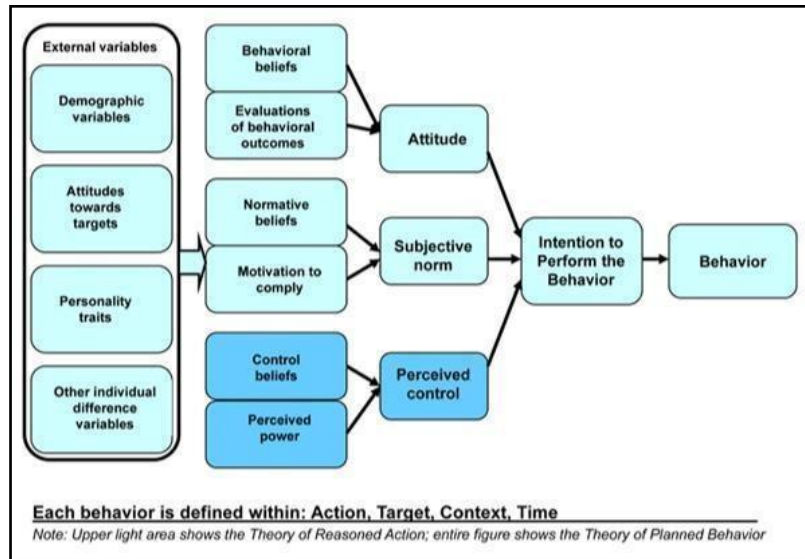 External variables
Demographic
variables
Attitudes
towards
targets
Personality
traits
Other individual
difference
variables
Behavioral
beliefs
Evaluations
of behavioral
outcomes
Normative
beliefs
Motivation to
comply
Control
beliefs
Perceived
power
Attitude
Subjective
norm
Perceived
control
Intention to
Perform the
Behavior
Behavior
Each behavior is defined within: Action, Target, Context, Time
Note: Upper light area shows the Theory of Reasoned Action; entire figure shows the Theory of Planned Behavior